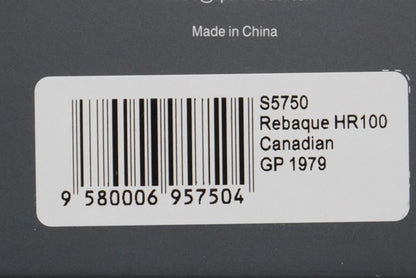 Made in China
S5750
Rebaque HR100
Canadian
GP 1979
9 580006 957504